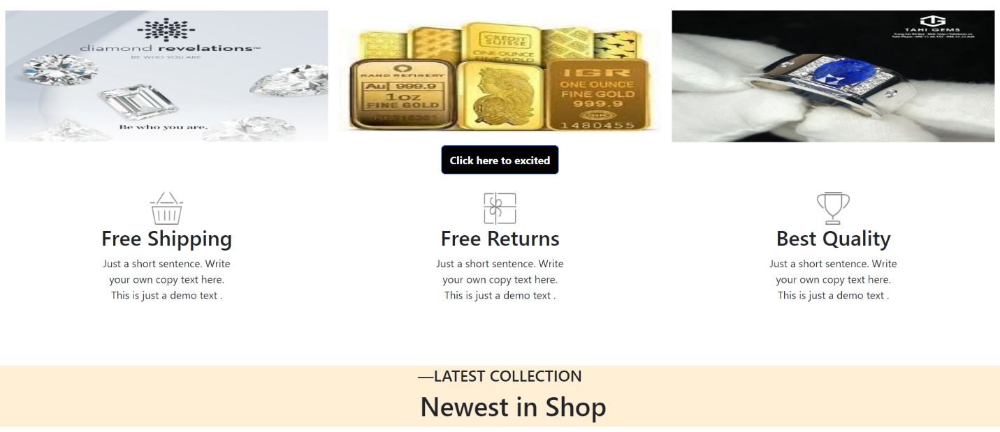 diamond revelations™
BE WHO YOU ARE
Be who you are.
CREDIT
SUISSE
ONE OUNCE
FINE GOLD
RAND REFINERY
Au 999.9
1oz
FINE GOLD
IGR
ONE OUNCE
FINE GOLD
999.9
IGR
1480455
TAHI GEMS
Click here to excited
Free Shipping
Just a short sentence. Write
your own copy text here.
This is just a demo text .
Free Returns
Just a short sentence. Write
your own copy text here.
This is just a demo text .
Best Quality
Just a short sentence. Write
your own copy text here.
This is just a demo text .
—LATEST COLLECTION
Newest in Shop